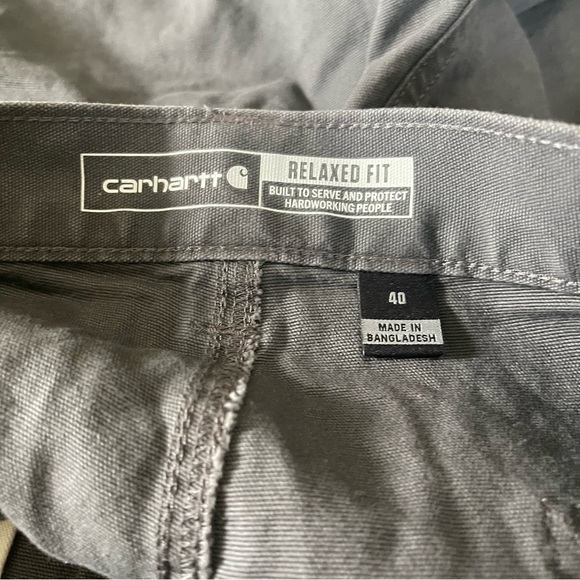 carhartt
RELAXED FIT
BUILT TO SERVE AND PROTECT
HARDWORKING PEOPLE
40
MADE IN
BANGLADESH